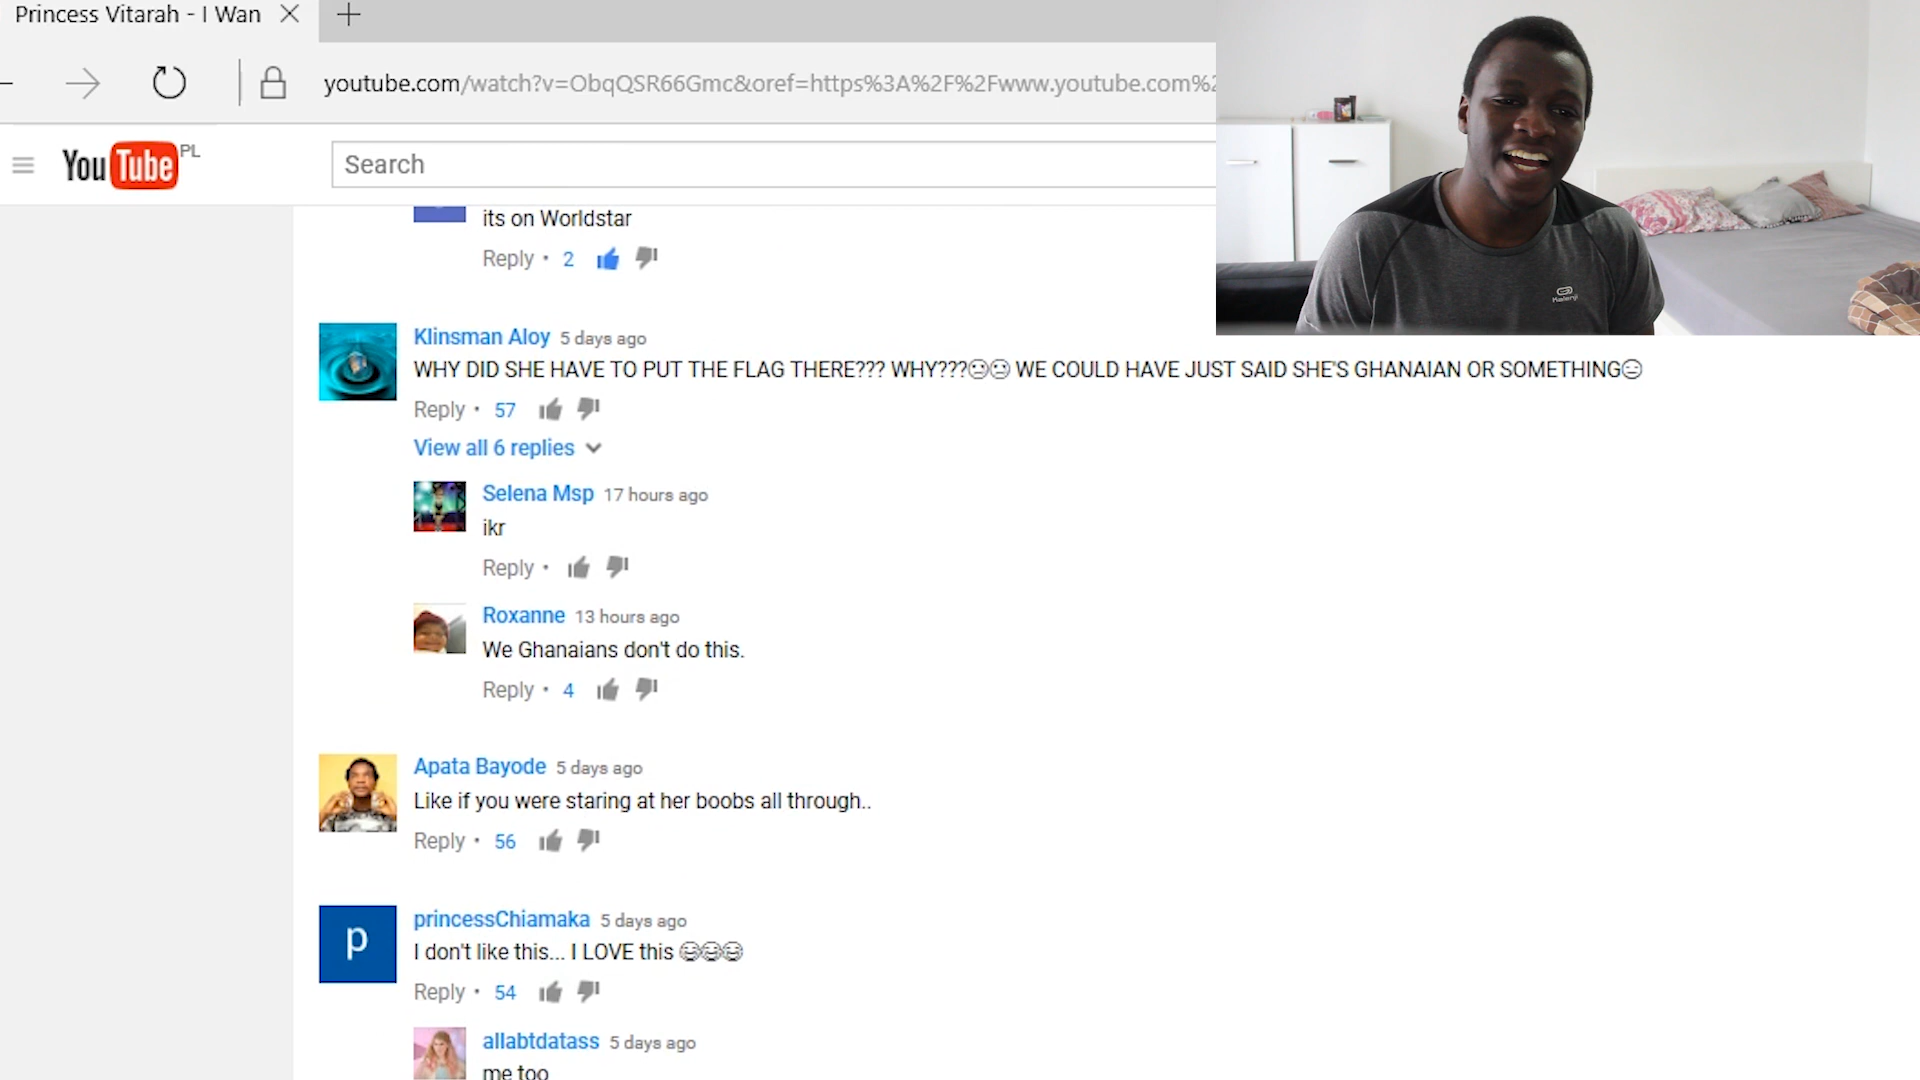 Princess Vitarah - I Wan
youtube.com/watch?v=ObqQSR66Gmc&oref=https%3A%2F%2Fwww.youtube.com%2
YouTube PL
Search
its on Worldstar
Reply • 2
Klinsman Aloy 5 days ago
WHY DID SHE HAVE TO PUT THE FLAG THERE??? WHY???😐😐 WE COULD HAVE JUST SAID SHE'S GHANAIAN OR SOMETHING😑
Reply • 57
View all 6 replies
Selena Msp 17 hours ago
ikr
Reply •
Roxanne 13 hours ago
We Ghanaians don't do this.
Reply • 4
Apata Bayode 5 days ago
Like if you were staring at her boobs all through..
Reply • 56
p
princessChiamaka 5 days ago
I don't like this... I LOVE this 😂😂😂
Reply • 54
allabtdatass 5 days ago
me too